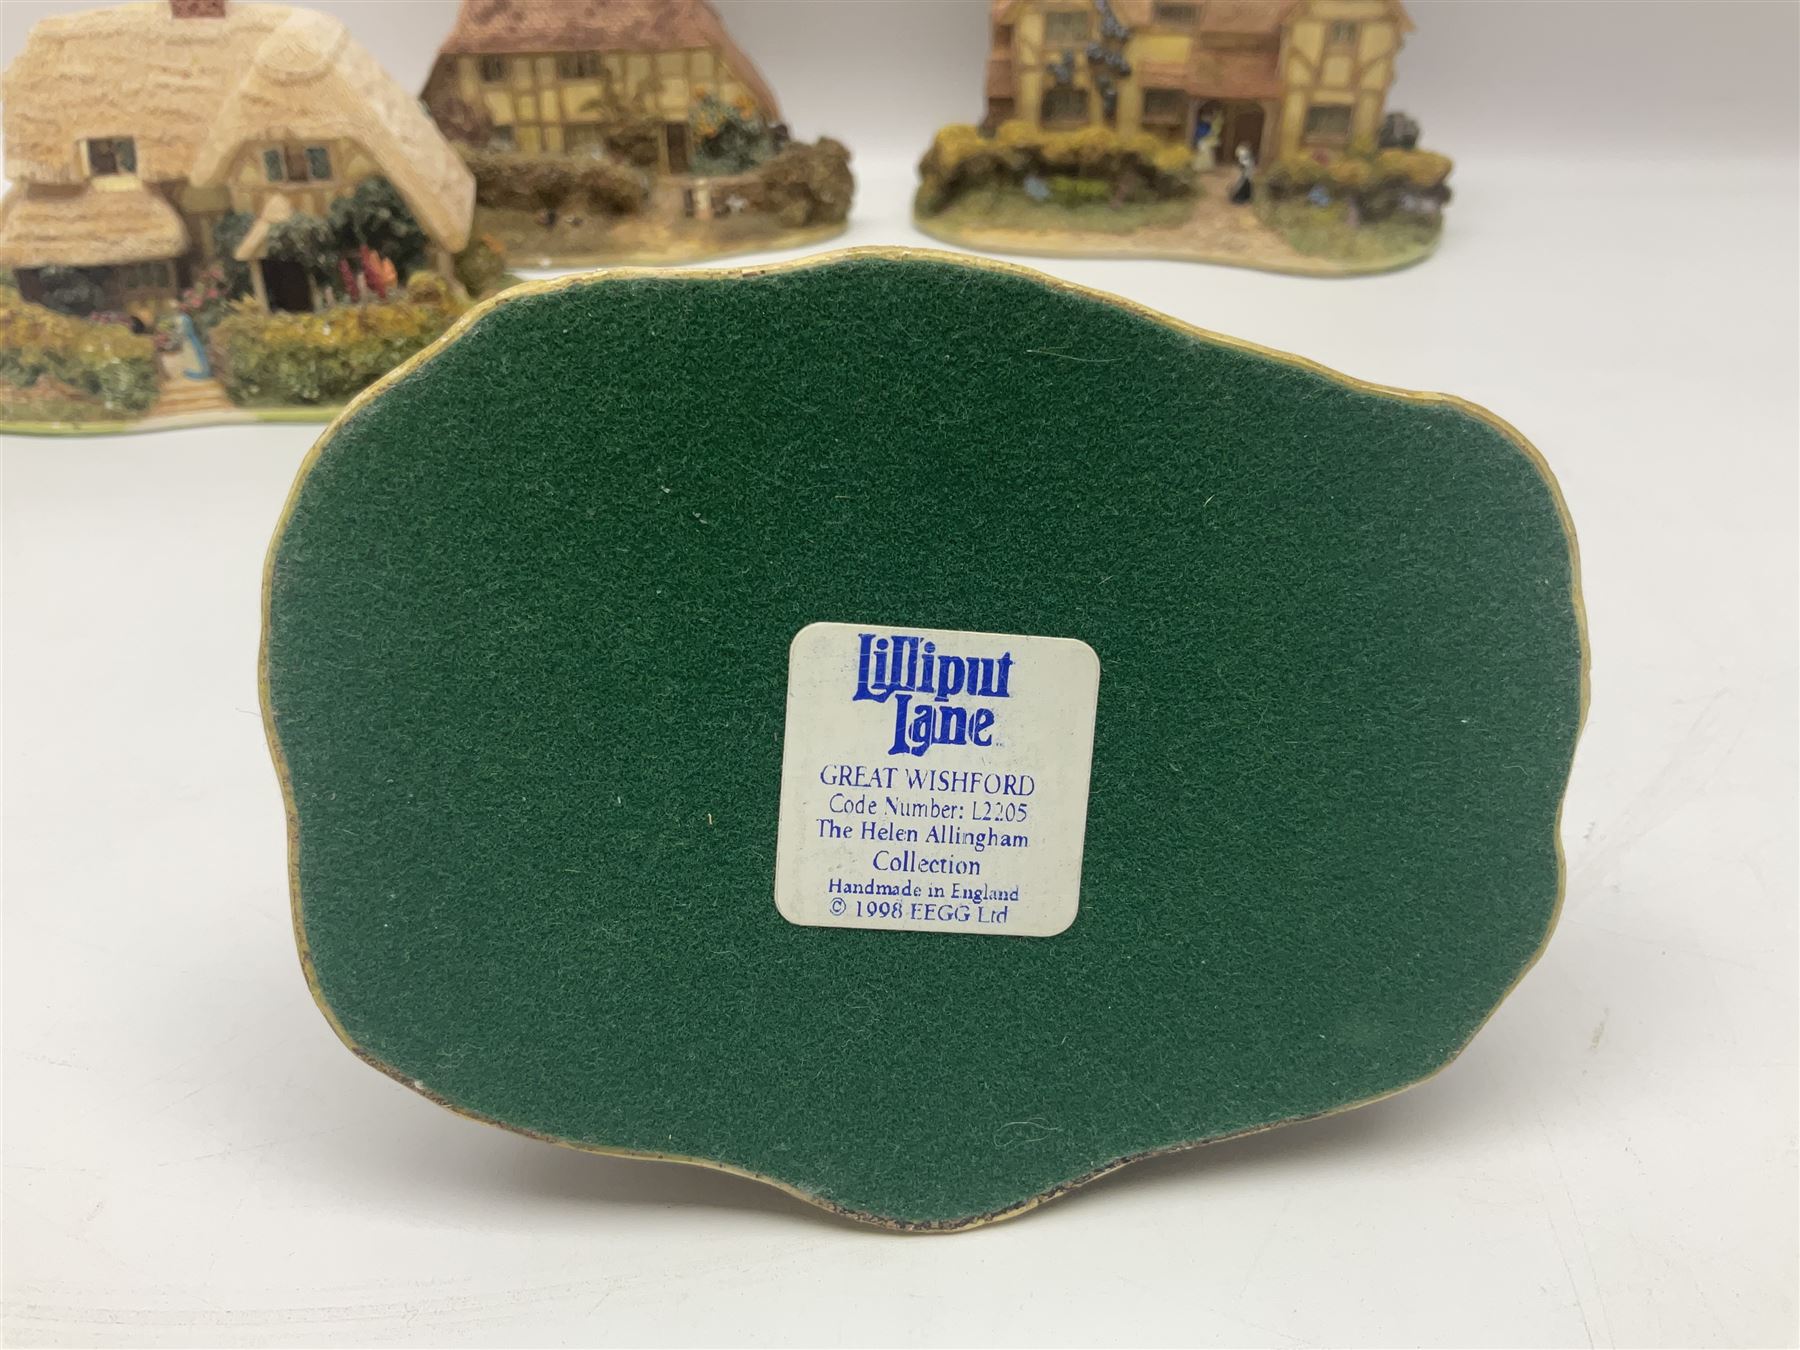 Lilliput
Lane
GREAT WISHFORD
Code Number: L2205
The Helen Allingham
Collection
Handmade in England
© 1998 EEGG Ltd